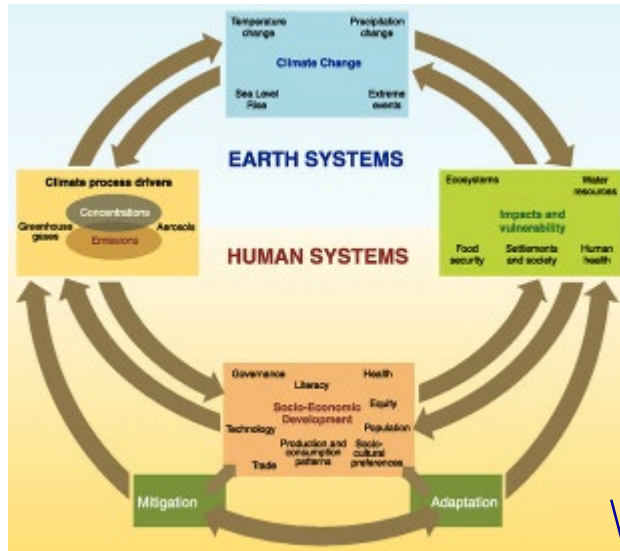 Temperature change
Precipitation change
Climate Change
Sea Level Rise
Extreme events
EARTH SYSTEMS
Climate process drivers
Concentrations
Greenhouse gases
Aerosols
Emissions
Ecosystems
Water resources
Impacts and vulnerability
Food security
Settlements and society
Human health
HUMAN SYSTEMS
Governance
Literacy
Health
Socio-Economic Development
Equity
Technology
Population
Production and consumption patterns
Socio-cultural preferences
Trade
Mitigation
Adaptation